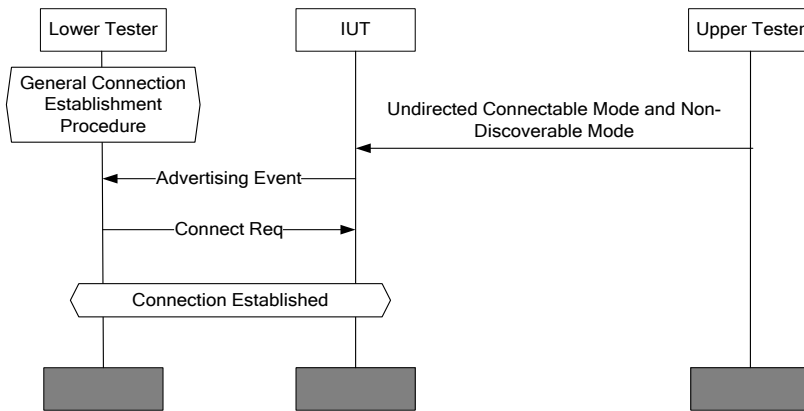 Lower Tester
IUT
Upper Tester
General Connection
Establishment
Procedure
Undirected Connectable Mode and Non-
Discoverable Mode
Advertising Event
Connect Req
Connection Established